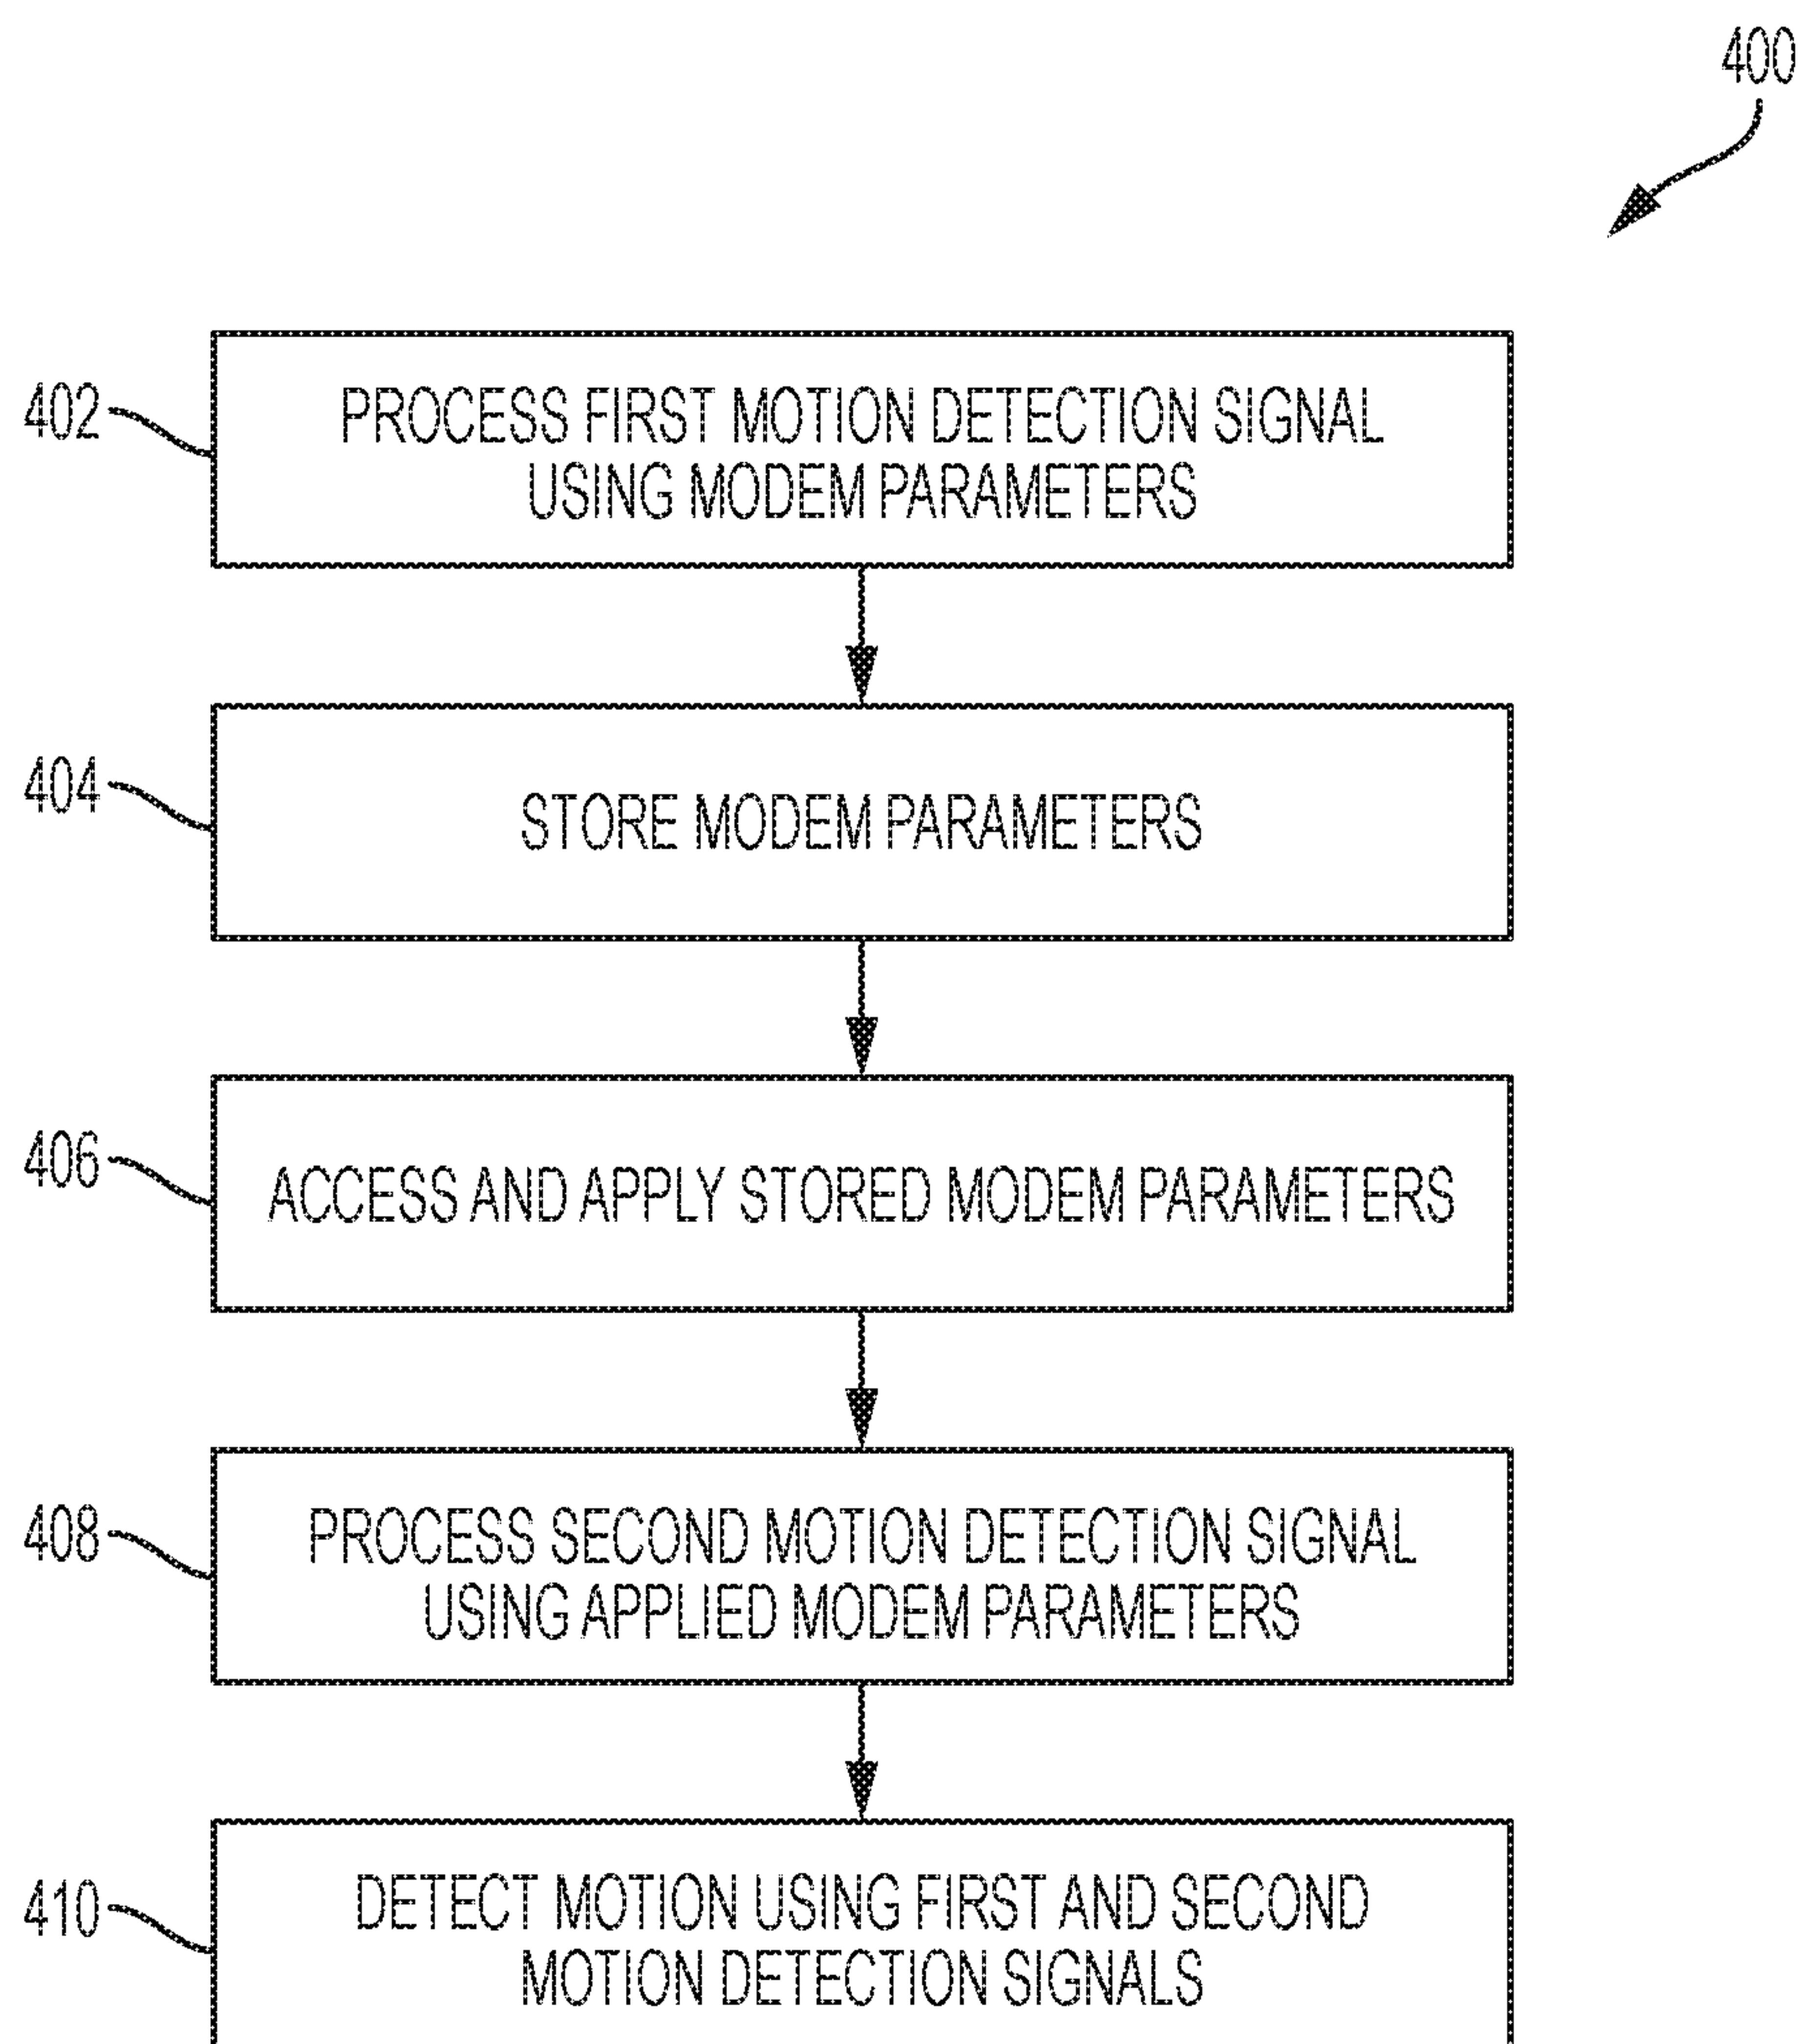 400
402
PROCESS FIRST MOTION DETECTION SIGNAL
USING MODEM PARAMETERS
404
STORE MODEM PARAMETERS
406
ACCESS AND APPLY STORED MODEM PARAMETERS
408
PROCESS SECOND MOTION DETECTION SIGNAL
USING APPLIED MODEM PARAMETERS
410
DETECT MOTION USING FIRST AND SECOND
MOTION DETECTION SIGNALS